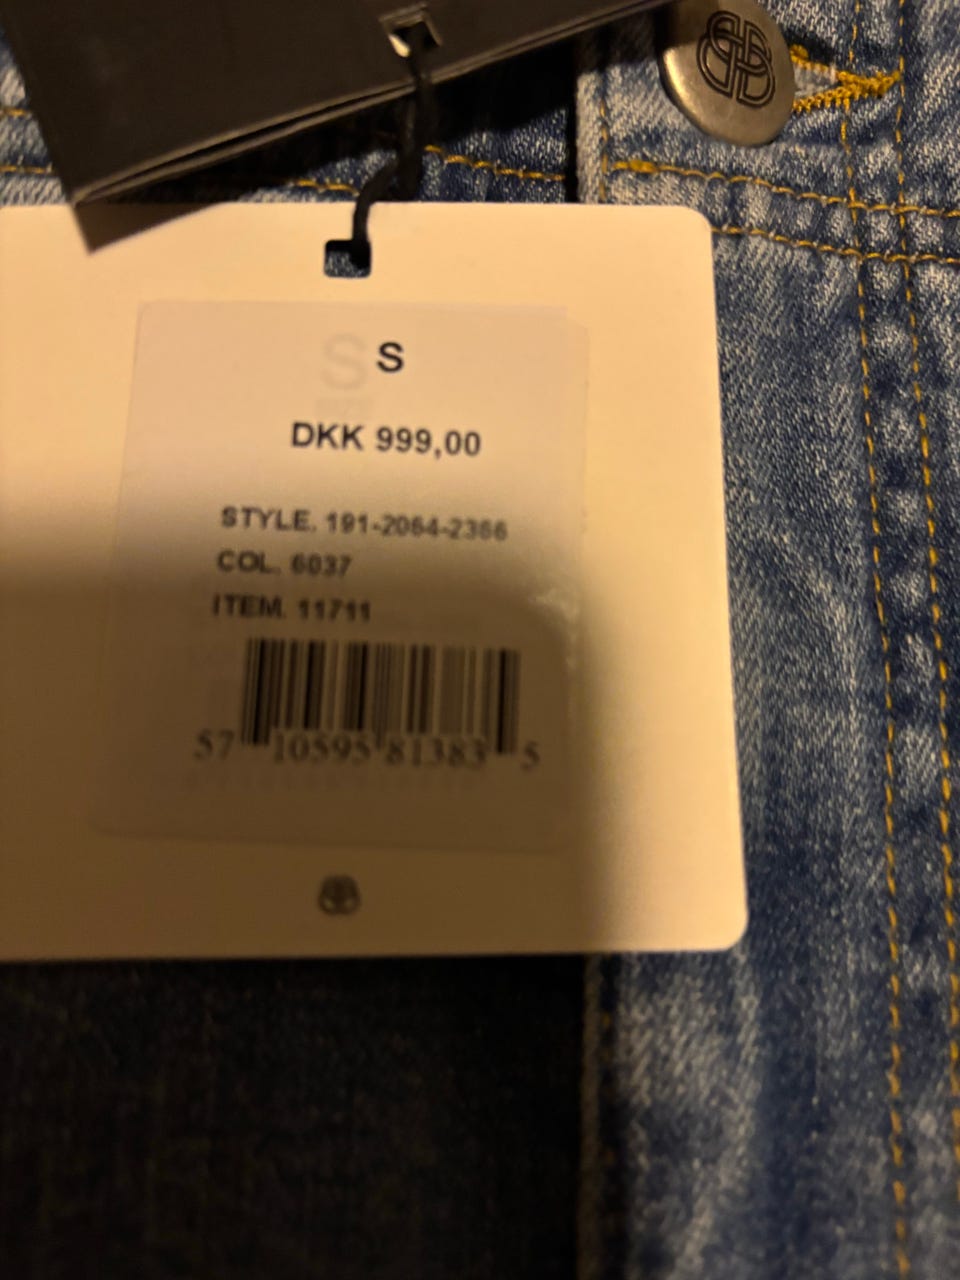 S
DKK 999,00
STYLE. 191-2064-2366
COL. 6037
ITEM. 11711
57 10595 81383 5